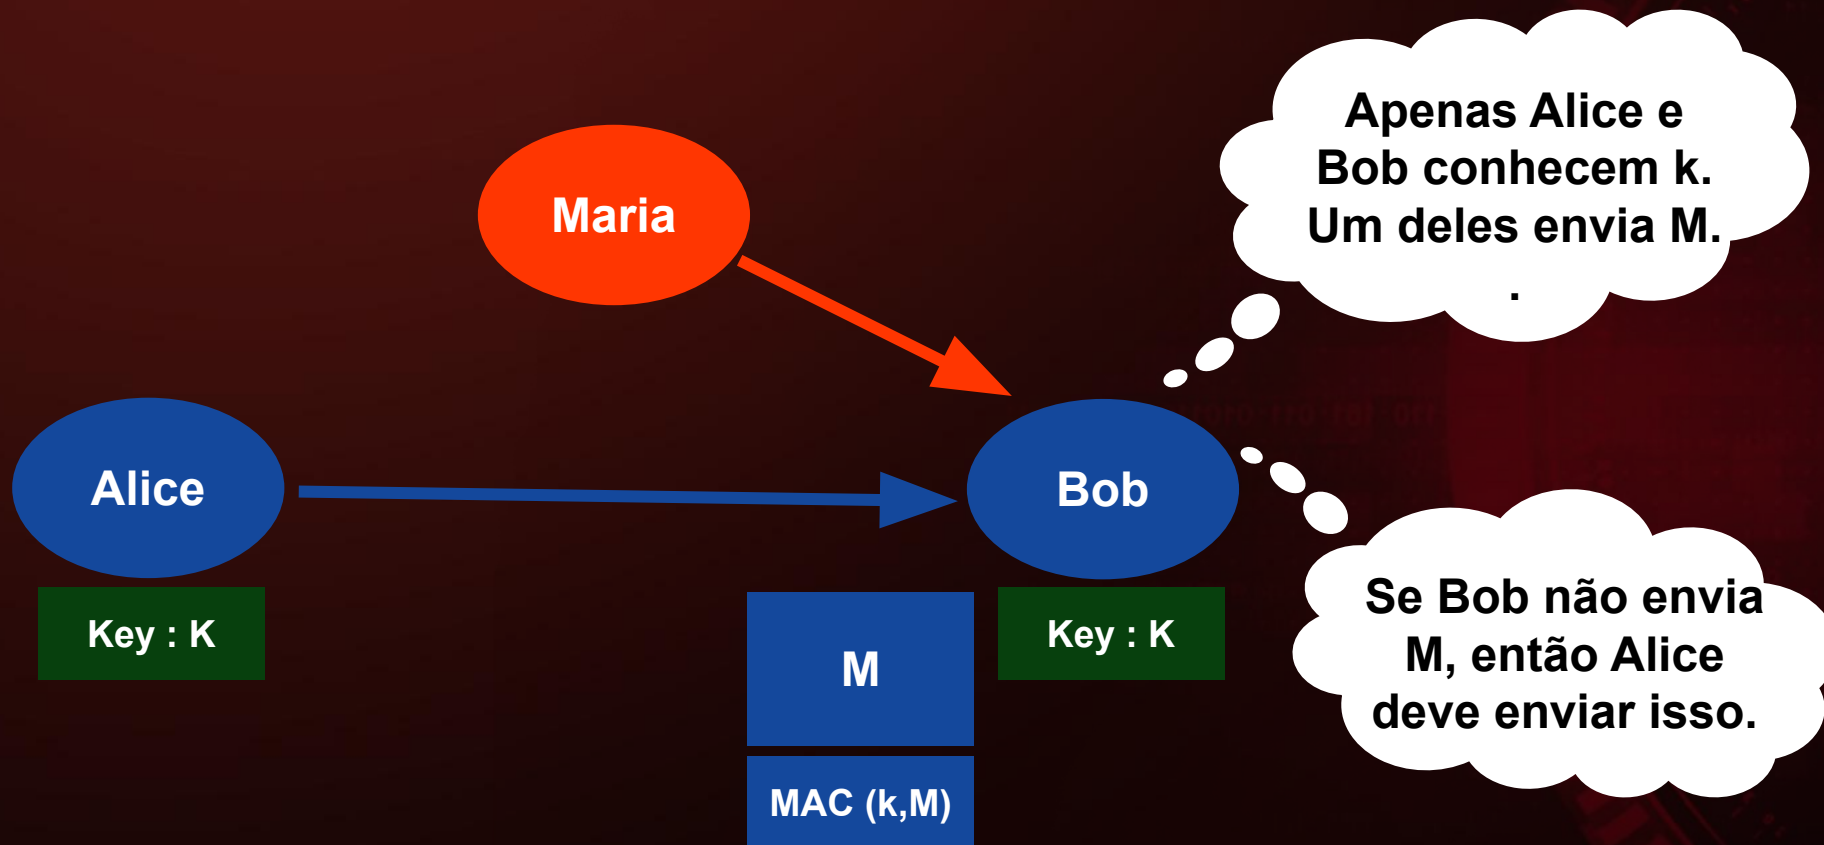 Apenas Alice e
Bob conhecem k.
Um deles envia M.
.
Maria
Alice
Bob
Key : K
Key : K
M
MAC (k,M)
Se Bob não envia
M, então Alice
deve enviar isso.